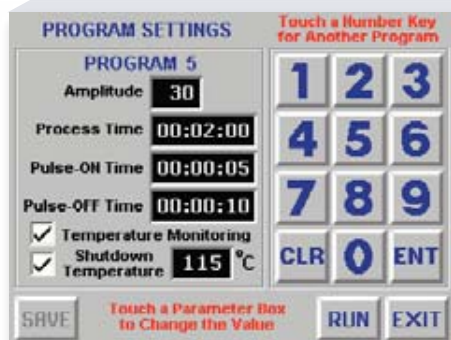 PROGRAM SETTINGS
Touch a Number Key
for Another Program
PROGRAM 5
Amplitude 30
Process Time 00:02:00
Pulse-ON Time 00:00:05
Pulse-OFF Time 00:00:10
Temperature Monitoring
Shutdown
Temperature 115 °C
1 2 3
4 5 6
7 8 9
CLR 0 ENT
SAVE
Touch a Parameter Box
to Change the Value
RUN EXIT